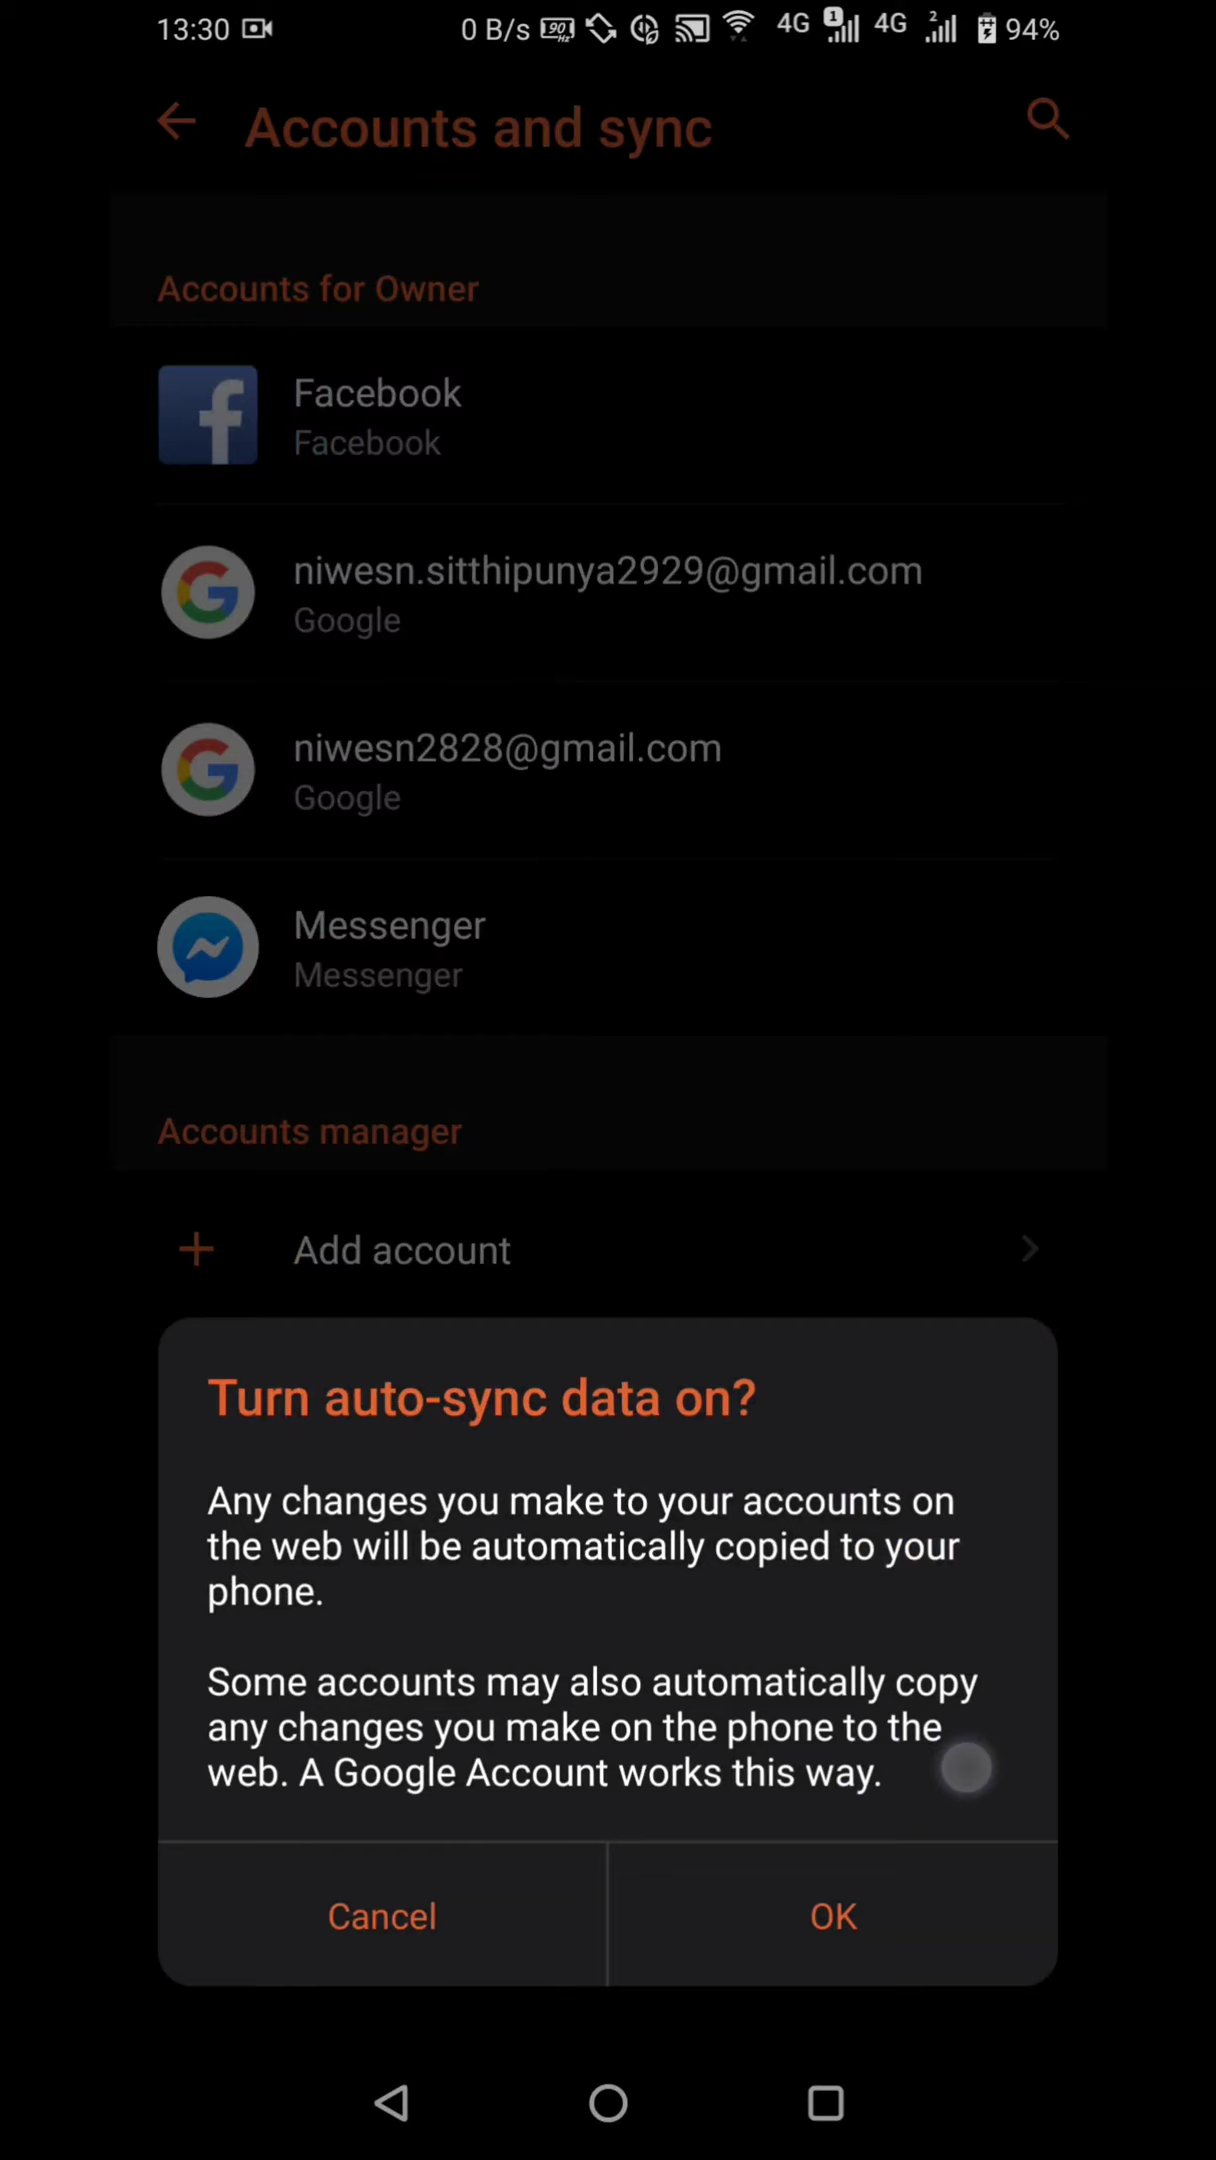 13:30 0 B/s 90Hz 4G 1 4G 2 94%
Accounts and sync
Accounts for Owner
Facebook
Facebook
niwesn.sitthipunya2929@gmail.com
Google
niwesn2828@gmail.com
Google
Messenger
Messenger
Accounts manager
Add account
Turn auto-sync data on?
Any changes you make to your accounts on
the web will be automatically copied to your
phone.
Some accounts may also automatically copy
any changes you make on the phone to the
web. A Google Account works this way.
Cancel OK